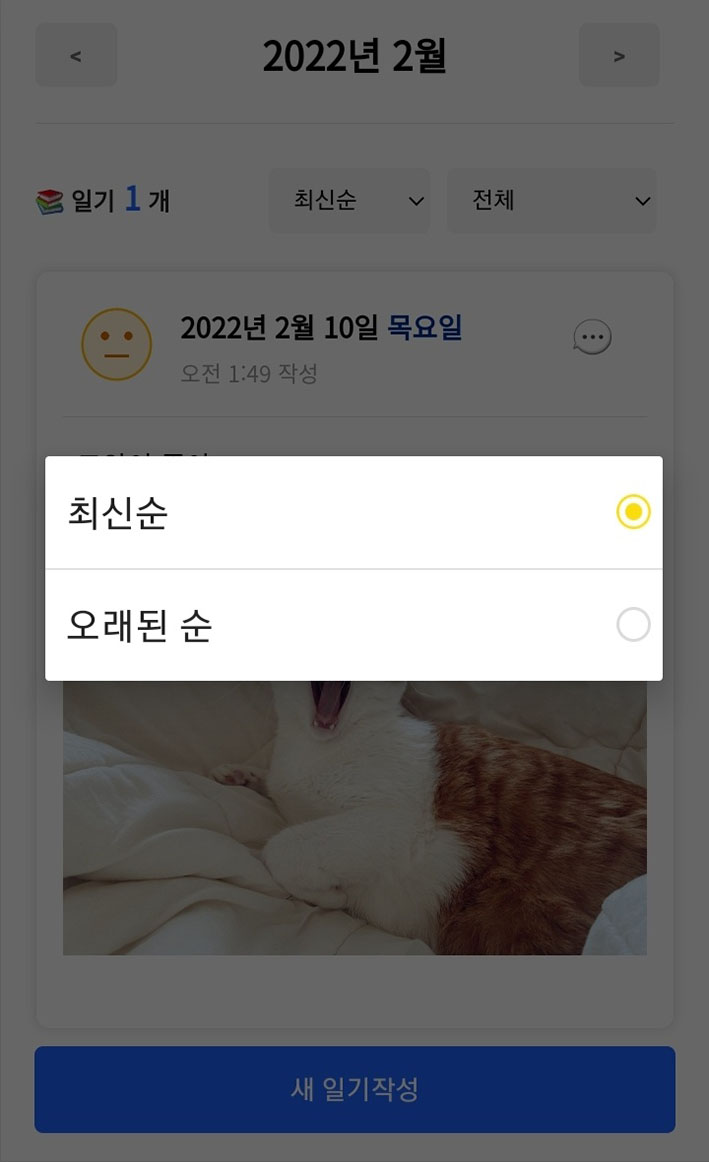 <
2022년 2월
>
일기 1 개
최신순
전체
2022년 2월 10일 목요일
오전 1:49 작성
최신순
오래된 순
새 일기작성